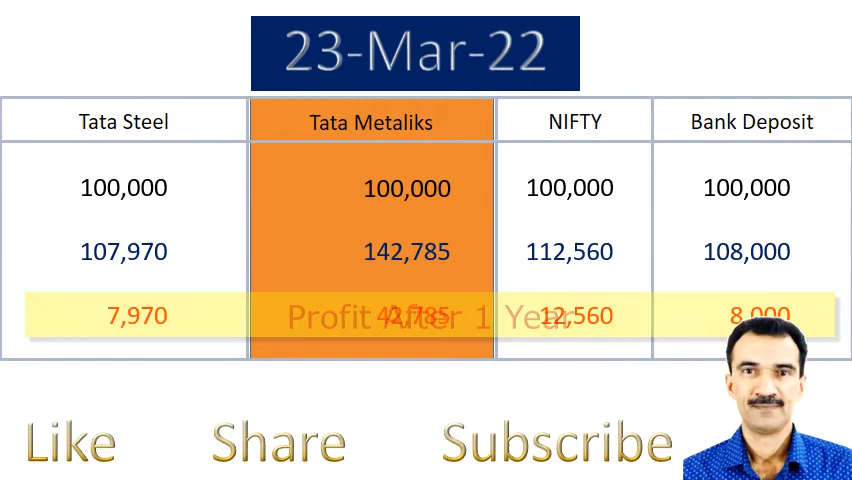 23-Mar-22
Tata Steel Tata Metaliks NIFTY Bank Deposit
100,000 100,000 100,000 100,000
107,970 142,785 112,560 108,000
7,970 42,785 12,560 8,000
Profit After 1 Year
Like Share Subscribe